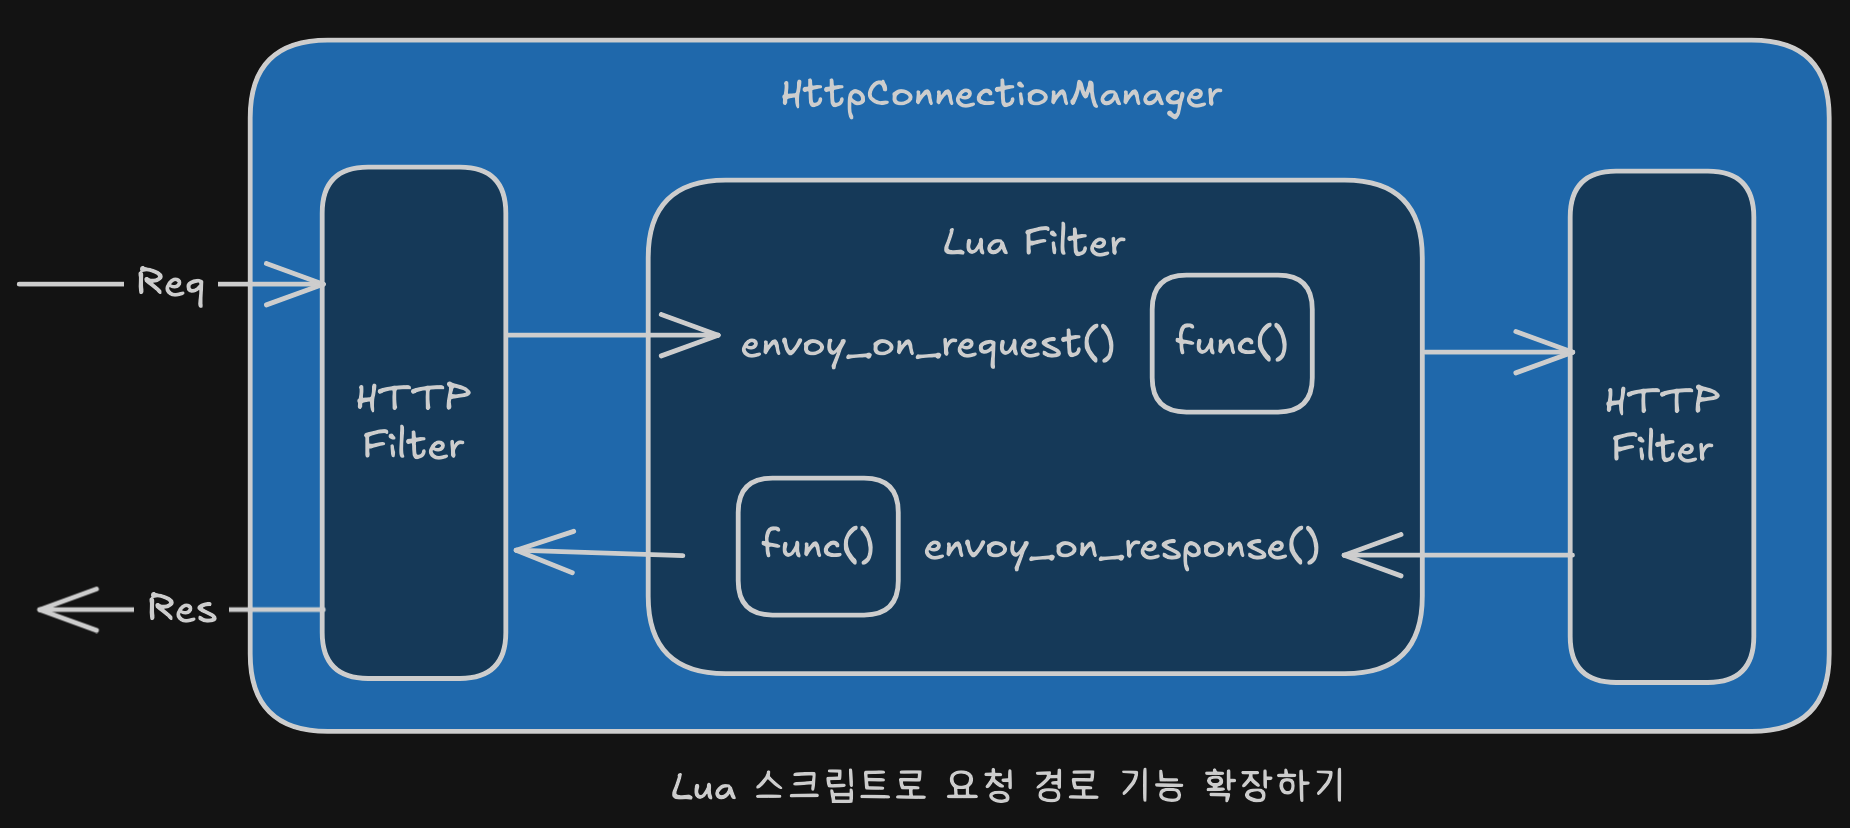 HttpConnectionManager
Req
HTTP
Filter
Lua Filter
envoy_on_request()
func()
func()
envoy_on_response()
HTTP
Filter
Res
Lua 스크립트로 요청 경로 기능 확장하기